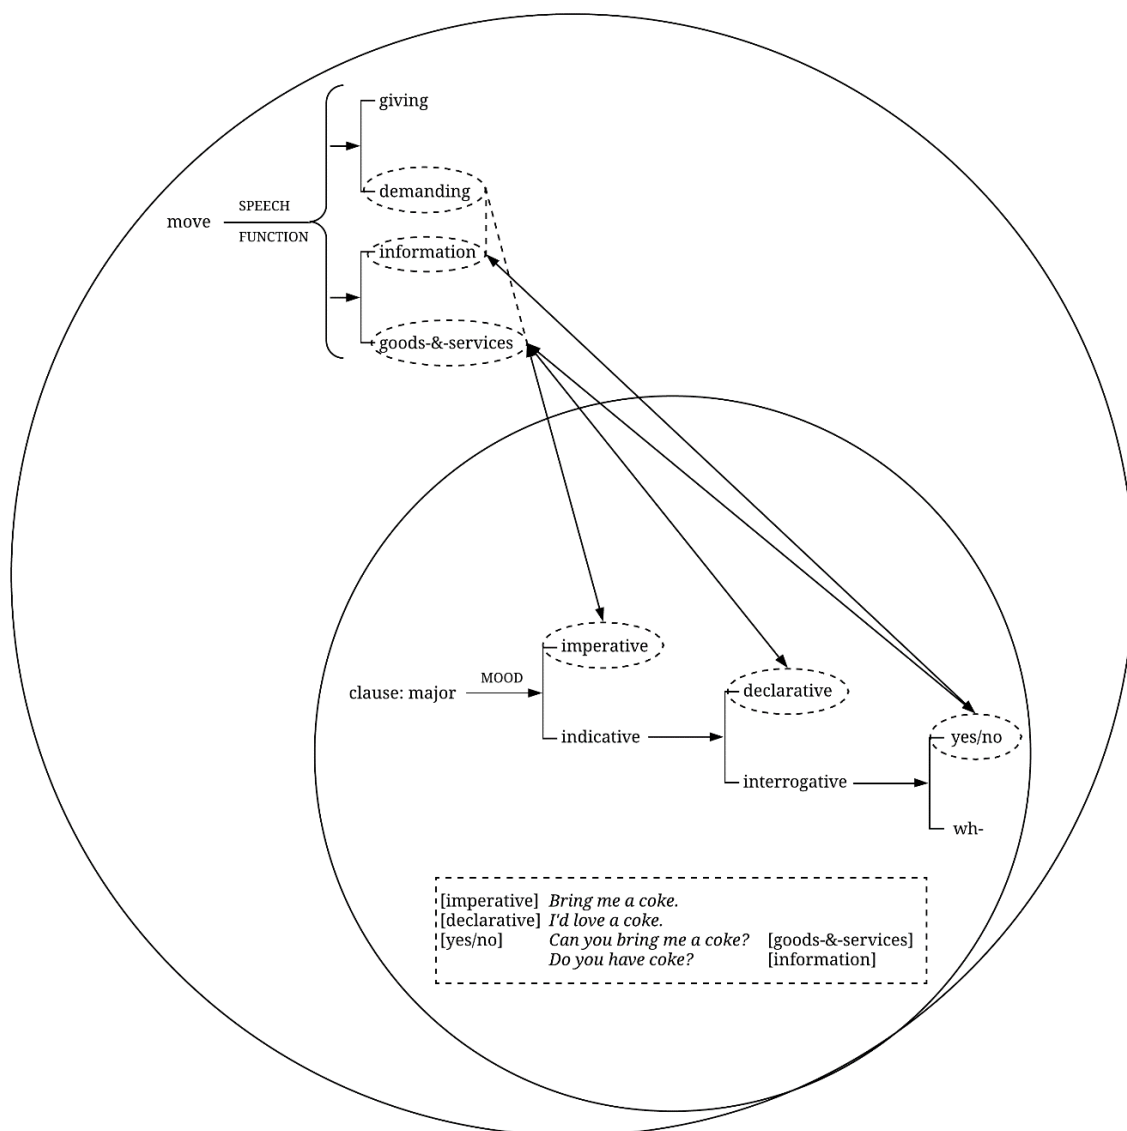 giving
demanding
move
SPEECH
FUNCTION
information
goods-&-services
imperative
clause: major
MOOD
declarative
indicative
yes/no
interrogative
wh-
[imperative] Bring me a coke.
[declarative] I'd love a coke.
[yes/no] Can you bring me a coke? [goods-&-services]
Do you have coke? [information]